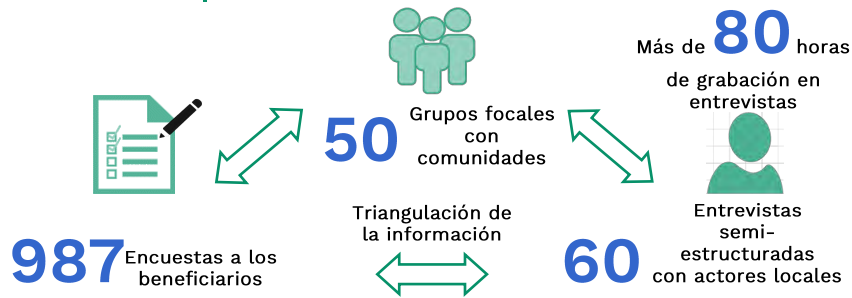 Más de 80 horas
de grabación en
entrevistas
50 Grupos focales
con
comunidades
Triangulación de
la información
987 Encuestas a los
beneficiarios
60 Entrevistas
semi-
estructuradas
con actores locales